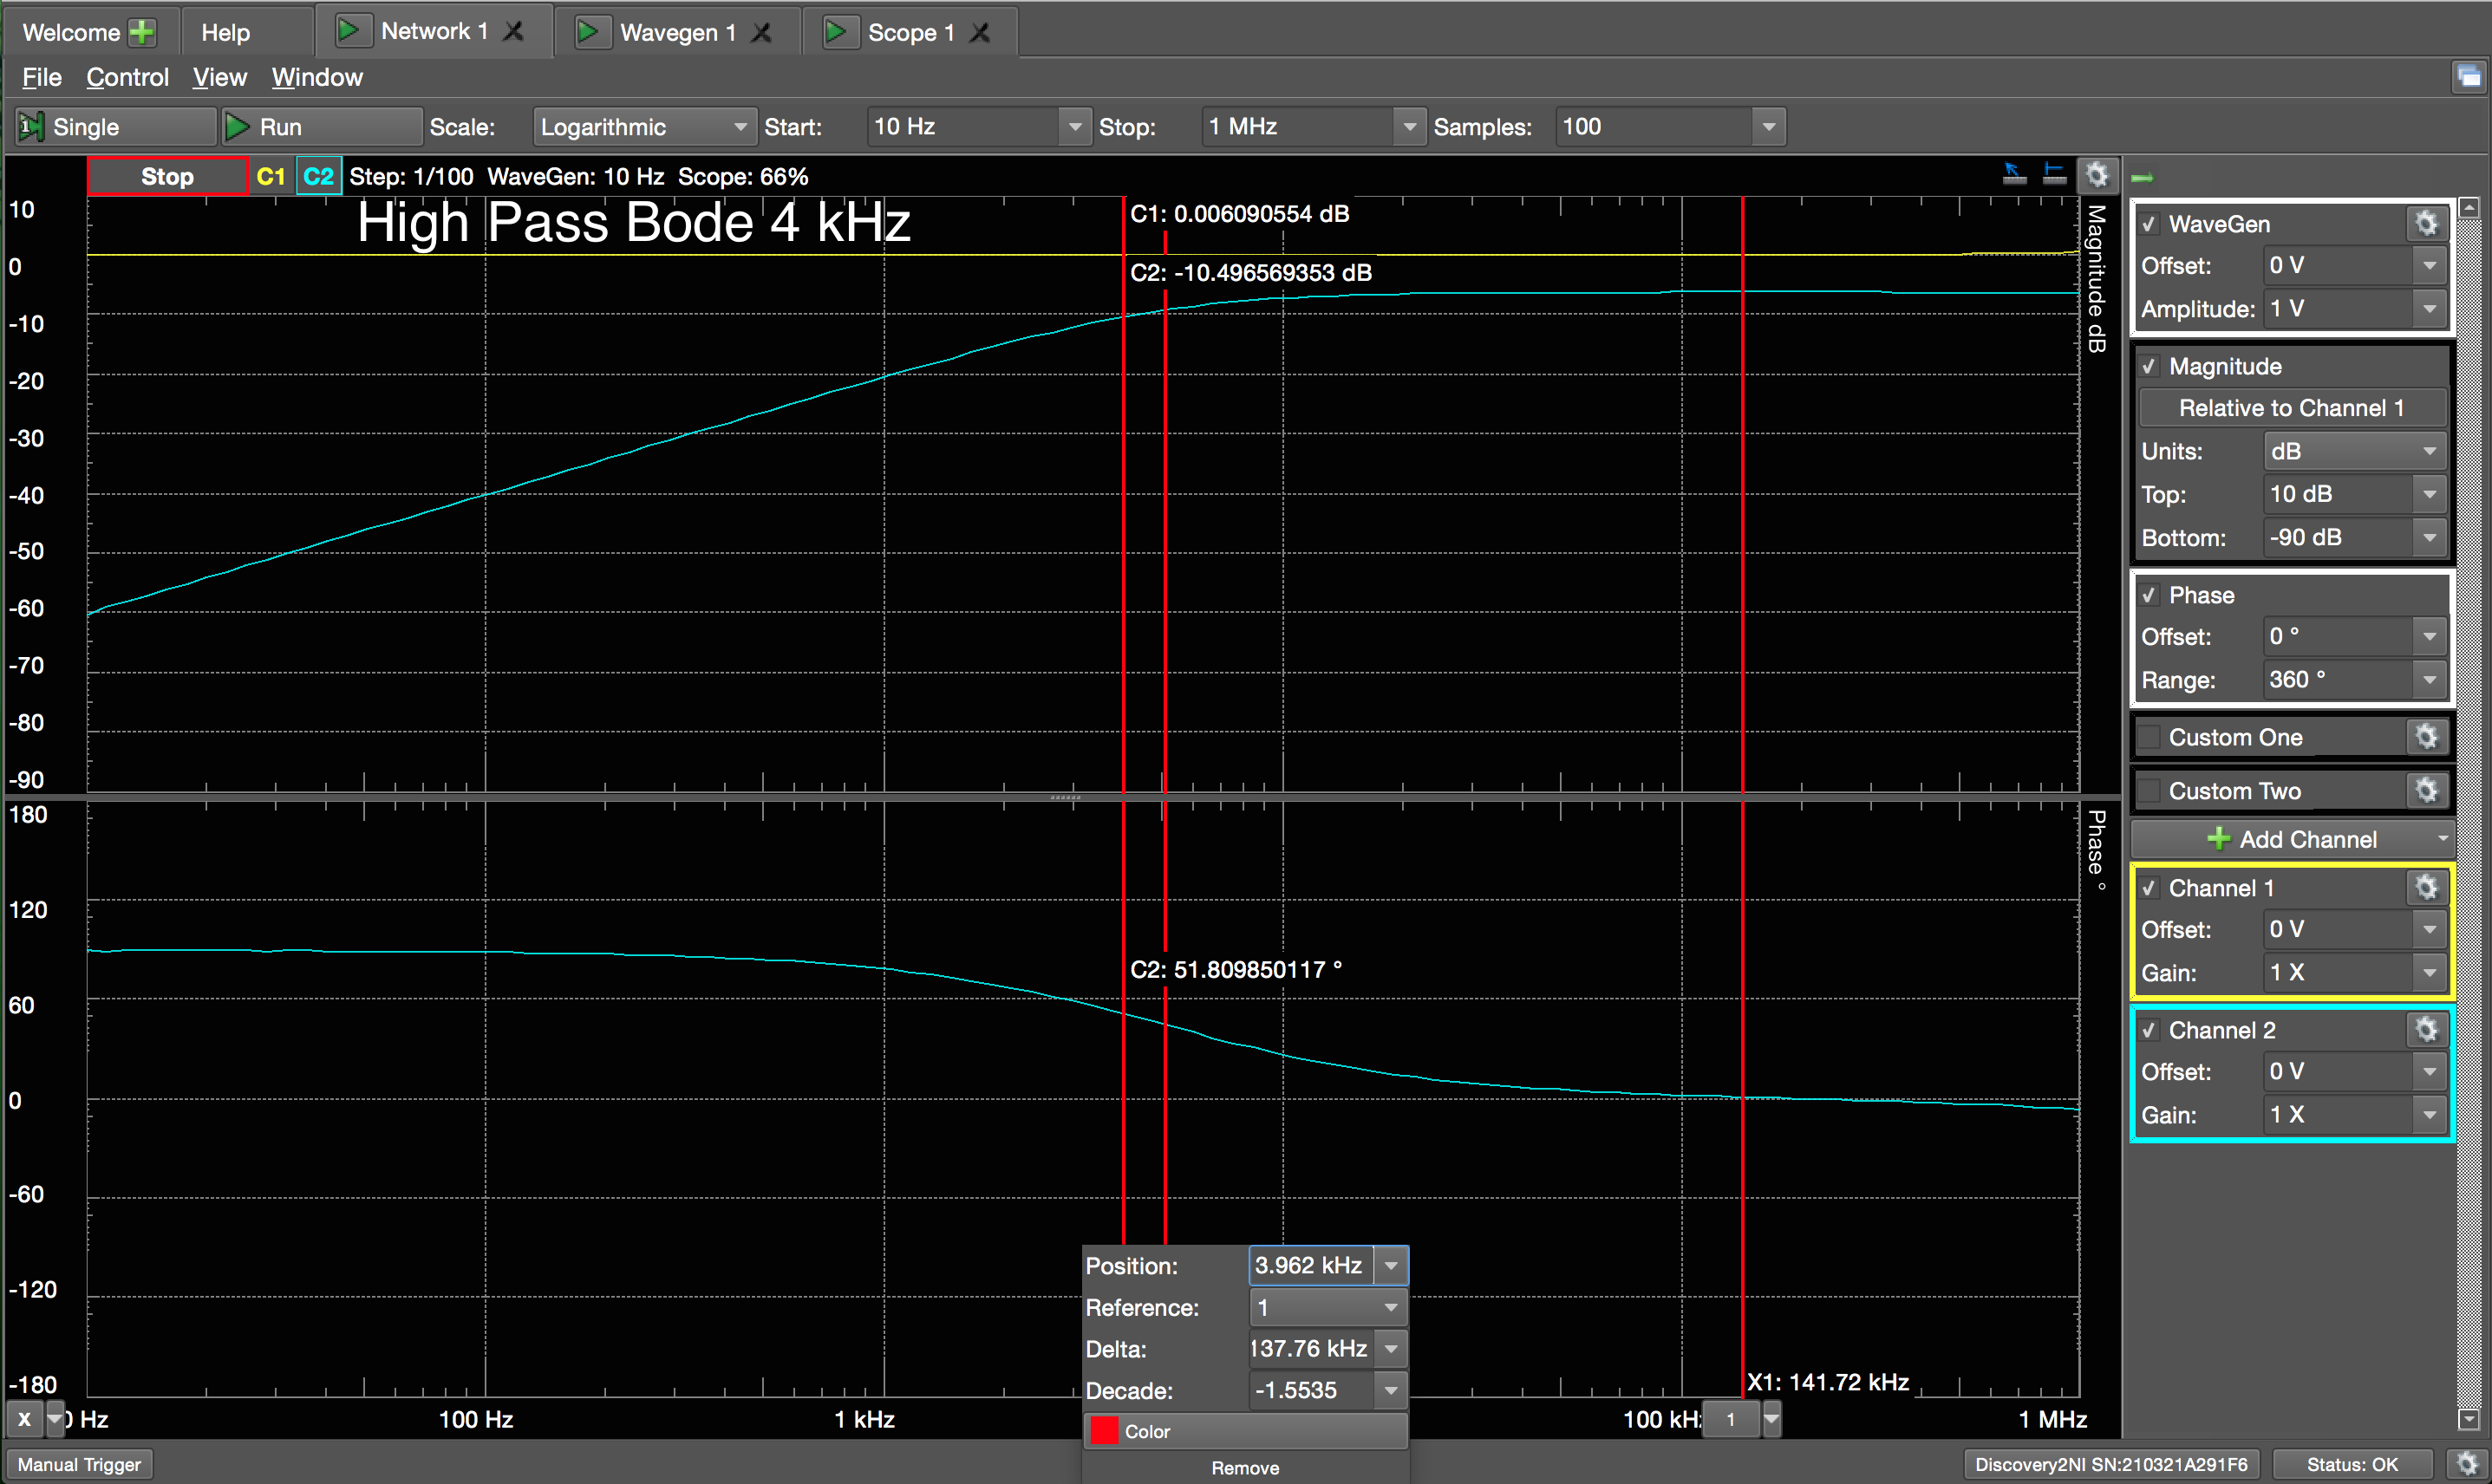 Welcome Help Network 1 Wavegen 1 Scope 1
File Control View Window
Single Run Scale: Logarithmic Start: 10 Hz Stop: 1 MHz Samples: 100
Stop C1 C2 Step: 1/100 WaveGen: 10 Hz Scope: 66%
High Pass Bode 4 kHz
C1: 0.006090554 dB
C2: -10.496569353 dB
10
0
-10
-20
-30
-40
-50
-60
-70
-80
-90
Magnitude dB
180
120
60
0
-60
-120
-180
Phase °
C2: 51.809850117 °
Position: 3.962 kHz
Reference: 1
Delta: 137.76 kHz
Decade: -1.5535
Color
Remove
X1: 141.72 kHz
X 0 Hz 100 Hz 1 kHz 100 kH 1 1 MHz
WaveGen
Offset: 0 V
Amplitude: 1 V
Magnitude
Relative to Channel 1
Units: dB
Top: 10 dB
Bottom: -90 dB
Phase
Offset: 0 °
Range: 360 °
Custom One
Custom Two
Add Channel
Channel 1
Offset: 0 V
Gain: 1 X
Channel 2
Offset: 0 V
Gain: 1 X
Manual Trigger Discovery2NI SN:210321A291F6 Status: OK